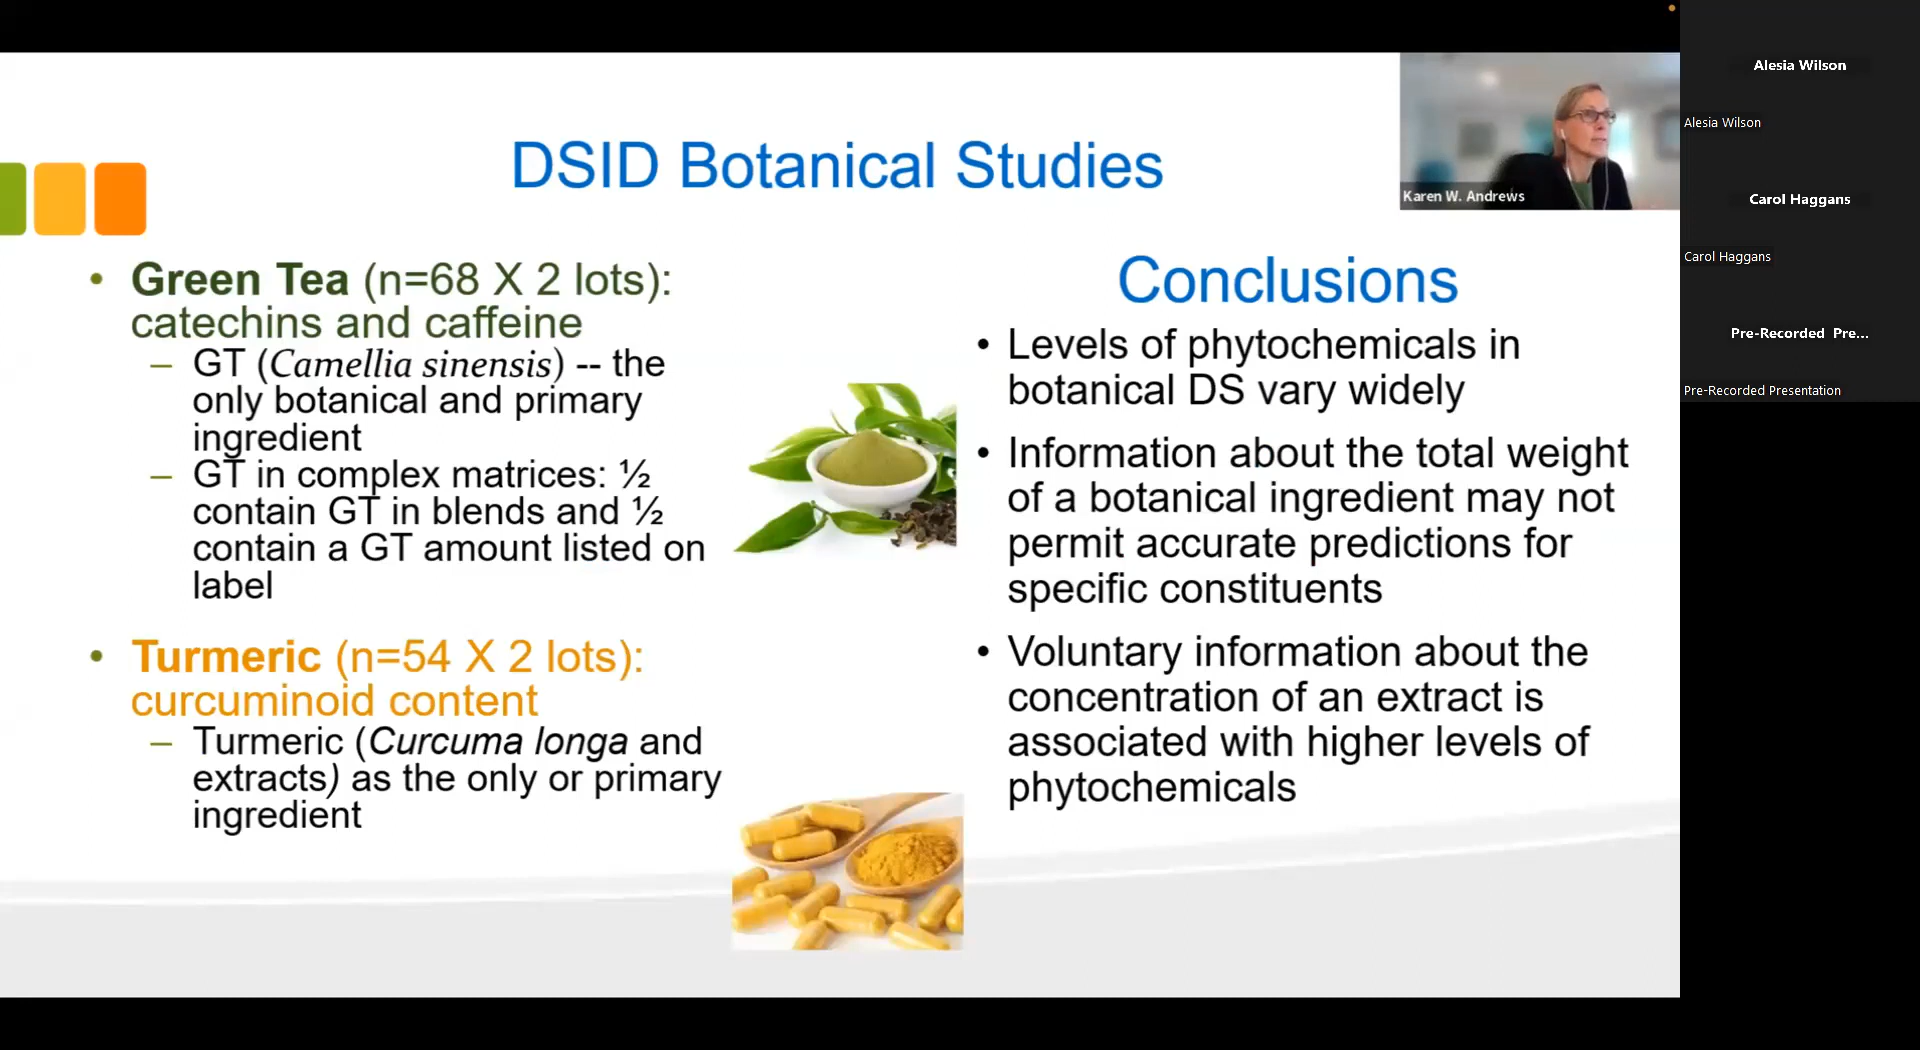 DSID Botanical Studies
Karen W. Andrews
• Green Tea (n=68 X 2 lots):
catechins and caffeine
– GT (Camellia sinensis) -- the
only botanical and primary
ingredient
– GT in complex matrices: ½
contain GT in blends and ½
contain a GT amount listed on
label
• Turmeric (n=54 X 2 lots):
curcuminoid content
– Turmeric (Curcuma longa and
extracts) as the only or primary
ingredient
Conclusions
• Levels of phytochemicals in
botanical DS vary widely
• Information about the total weight
of a botanical ingredient may not
permit accurate predictions for
specific constituents
• Voluntary information about the
concentration of an extract is
associated with higher levels of
phytochemicals
Alesia Wilson
Alesia Wilson
Carol Haggans
Carol Haggans
Pre-Recorded Pre...
Pre-Recorded Presentation